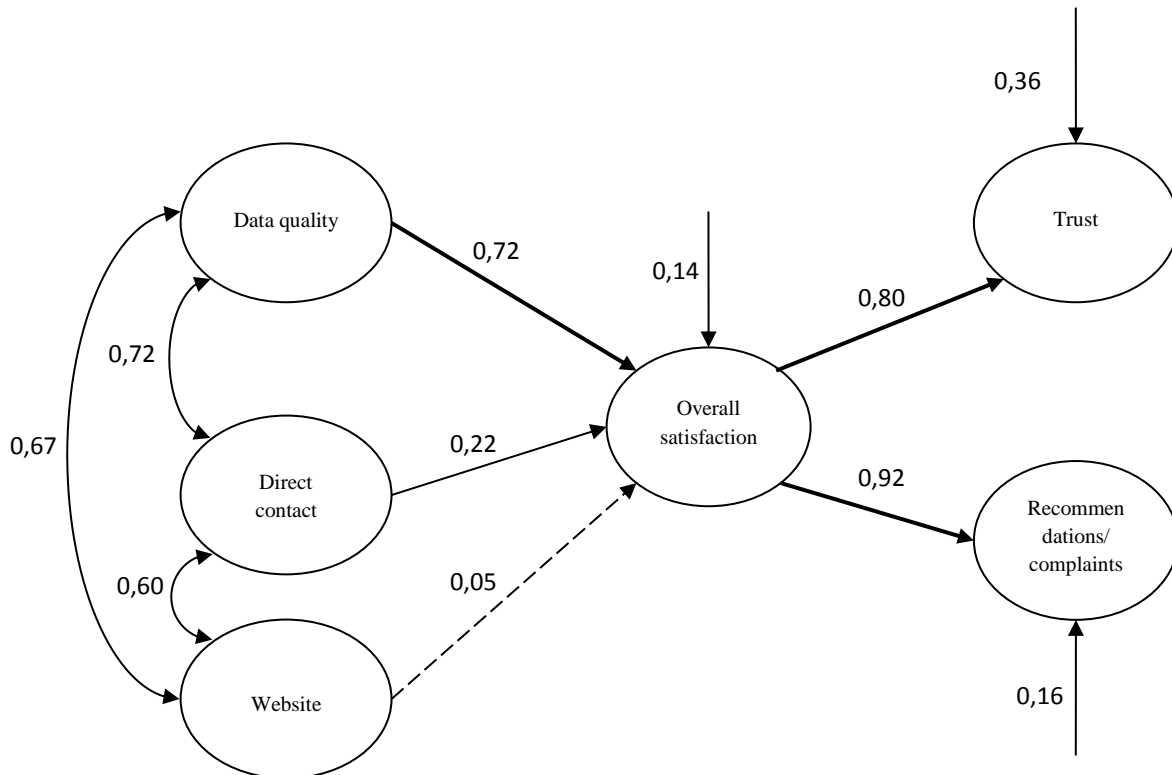 0,36
Data quality
Trust
0,72
0,14
0,80
0,72
Overall
satisfaction
0,67
0,22
0,92
Direct
contact
Recommen
dations/
complaints
0,60
0,05
Website
0,16